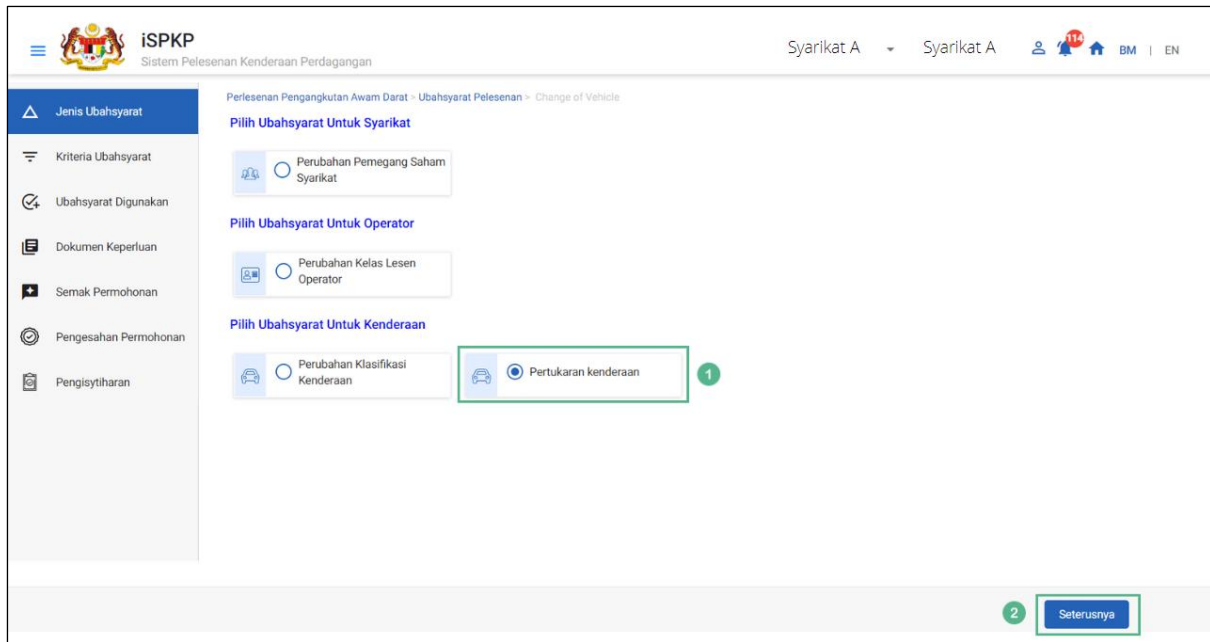 iSPKP
Sistem Pelesenan Kenderaan Perdagangan
Syarikat A
Syarikat A
114
BM | EN
Jenis Ubahsyarat
Kriteria Ubahsyarat
Ubahsyarat Digunakan
Dokumen Keperluan
Semak Permohonan
Pengesahan Permohonan
Pengisytiharan
Perlesenan Pengangkutan Awam Darat > Ubahsyarat Pelesenan > Change of Vehicle
Pilih Ubahsyarat Untuk Syarikat
Perubahan Pemegang Saham
Syarikat
Pilih Ubahsyarat Untuk Operator
Perubahan Kelas Lesen
Operator
Pilih Ubahsyarat Untuk Kenderaan
Perubahan Klasifikasi
Kenderaan
Pertukaran kenderaan
1
2
Seterusnya